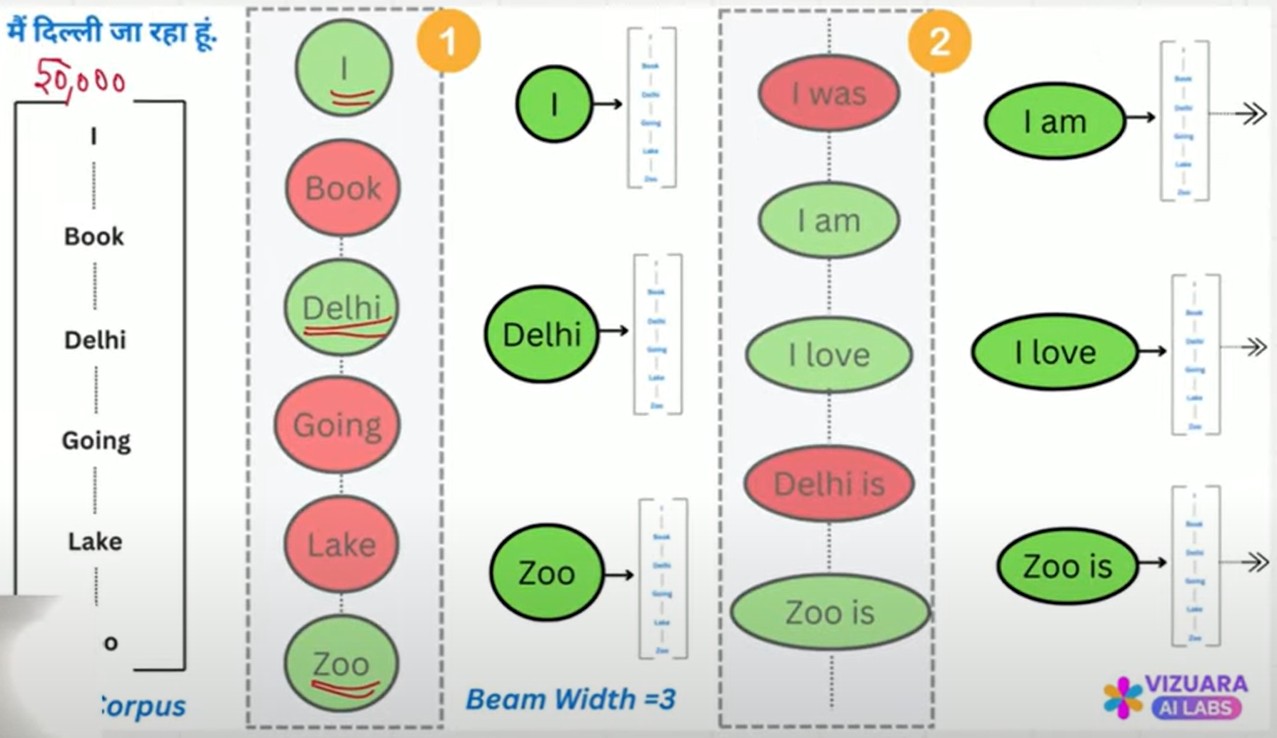 मैं दिल्ली जा रहा हूं.
50,000
I
Book
Delhi
Going
Lake
o
orpus
1
I
Book
Delhi
Going
Lake
Zoo
I
I
Book
Delhi
Going
Lake
Zoo
Delhi
I
Book
Delhi
Going
Lake
Zoo
Zoo
I
Book
Delhi
Going
Lake
Zoo
Beam Width =3
2
I was
I am
I love
Delhi is
Zoo is
I am
I
Book
Delhi
Going
Lake
Zoo
I love
I
Book
Delhi
Going
Lake
Zoo
Zoo is
I
Book
Delhi
Going
Lake
Zoo
VIZUARA
AI LABS